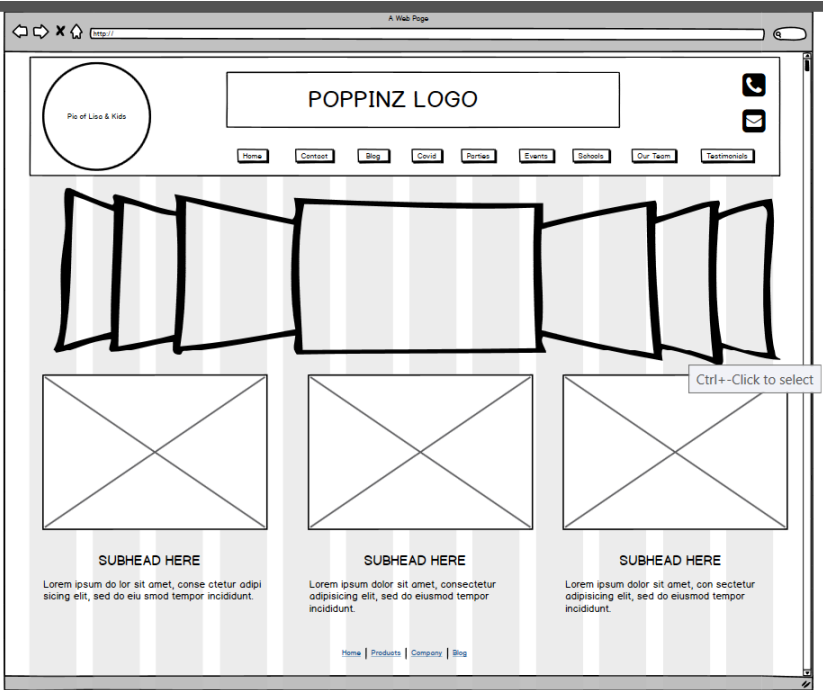 A Web Page
http://
Pic of Lisa & Kids
POPPINZ LOGO
Home Contact Blog Covid Parties Events Schools Our Team Testimonials
Ctrl+-Click to select
SUBHEAD HERE
Lorem ipsum do lor sit amet, conse ctetur adipi
sicing elit, sed do eiu smod tempor incididunt.
SUBHEAD HERE
Lorem ipsum dolor sit amet, consectetur
adipisicing elit, sed do eiusmod tempor
incididunt.
SUBHEAD HERE
Lorem ipsum dolor sit amet, con sectetur
adipisicing elit, sed do eiusmod tempor
incididunt.
Home | Products | Company | Blog